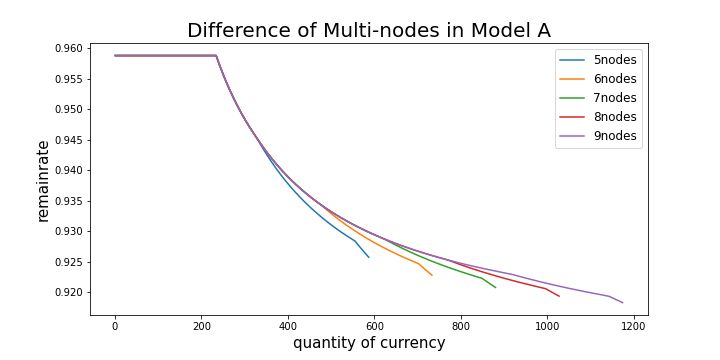 Difference of Multi-nodes in Model A
0.960
0.955
0.950
0.945
0.940
0.935
0.930
0.925
0.920
remainrate
5nodes
6nodes
7nodes
8nodes
9nodes
0 200 400 600 800 1000 1200
quantity of currency